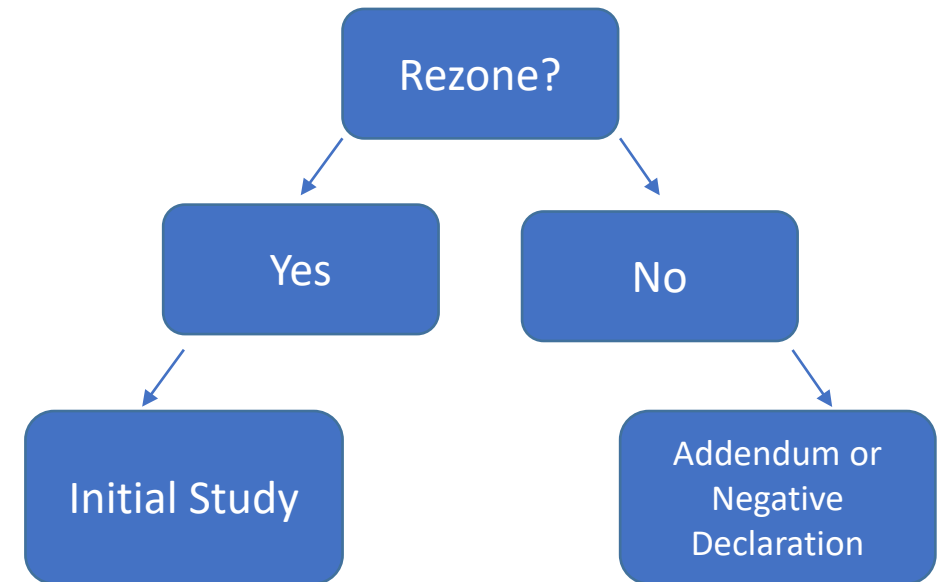 Rezone?
Yes
No
Initial Study
Addendum or
Negative
Declaration